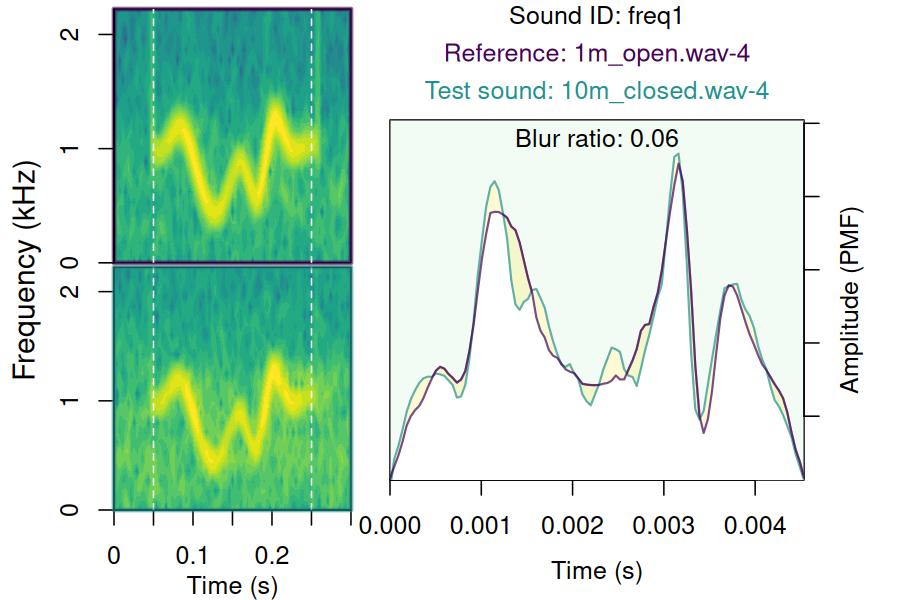 Sound ID: freq1
Reference: 1m_open.wav-4
Test sound: 10m_closed.wav-4
Blur ratio: 0.06
Frequency (kHz)
2
1
0
2
1
0
0 0.1 0.2
Time (s)
0.000 0.001 0.002 0.003 0.004
Time (s)
Amplitude (PMF)